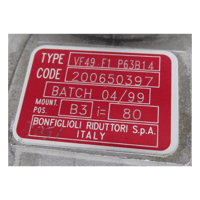 TYPE VF49 F1 P63B14
CODE 200650397
BATCH 04/99
MOUNT. POS. B3 i= 80
BONFIGLIOLI RIDUTTORI S.p.A.
ITALY